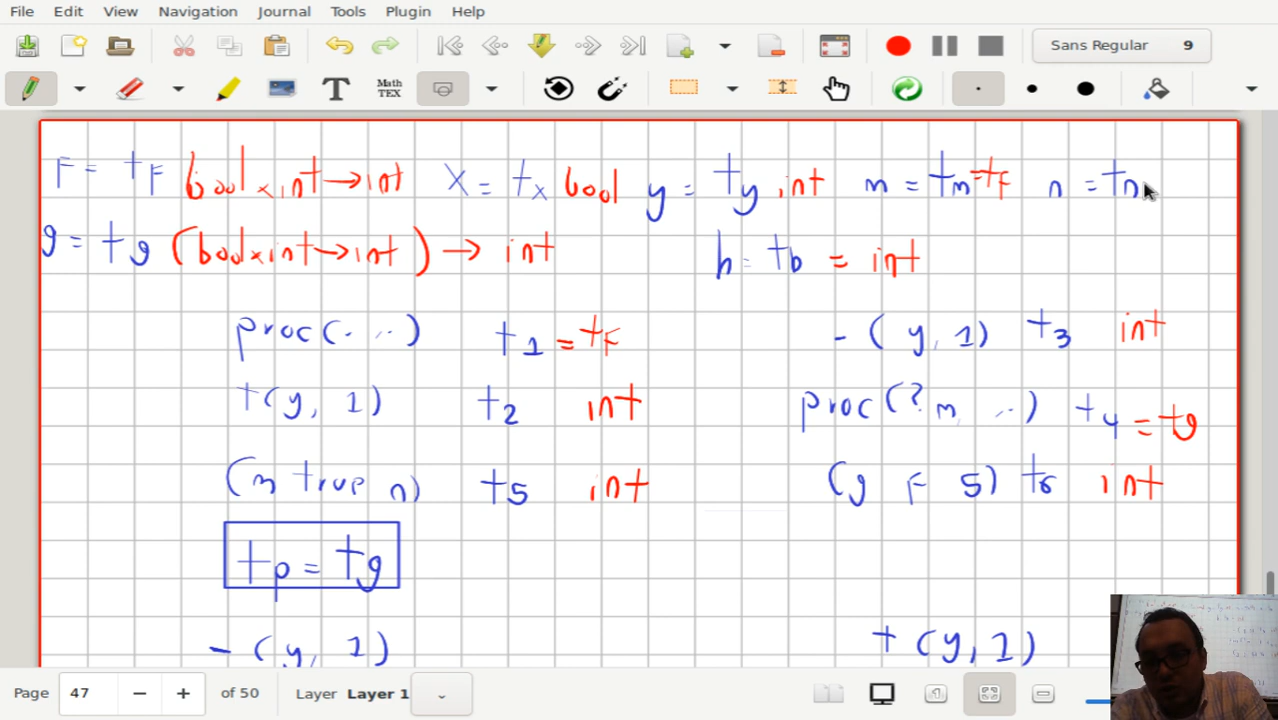 File Edit View Navigation Journal Tools Plugin Help
Sans Regular 9
T Math TEX
F = tF bool x int → int X = tx bool y = ty int m = tm = tF n = tn
g = tg (bool x int → int) → int h = tb = int
proc(...) t1 = tF - (y, 1) t3 int
+(y, 1) t2 int proc(? m, ...) t4 = tg
(m true n) t5 int (g F 5) t6 int
tp = tg
- (y, 1) + (y, 1)
Page 47 − + of 50 Layer Layer 1